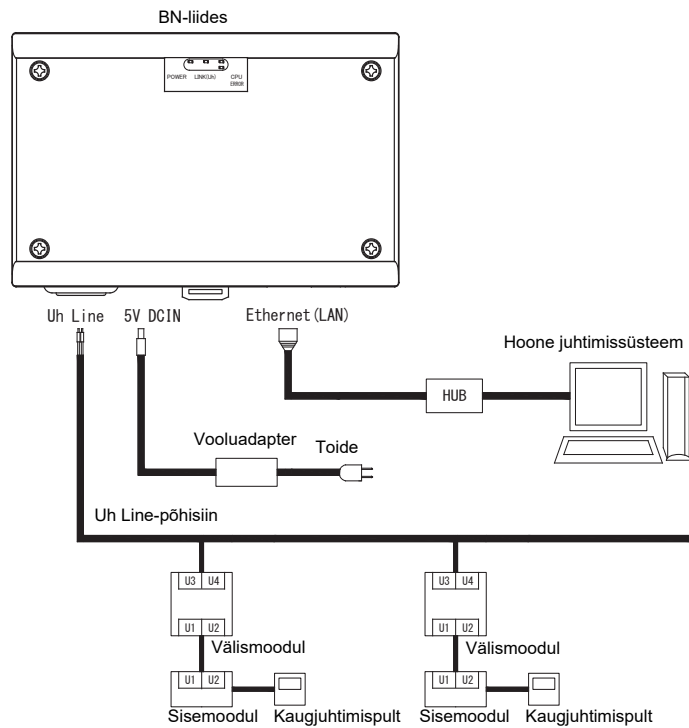 BN-liides
POWER LINK(Uh) CPU
ERROR
Uh Line 5V DCIN Ethernet(LAN)
Hoone juhtimissüsteem
HUB
Vooluadapter Toide
Uh Line-põhisiin
U3 U4 U3 U4
U1 U2 U1 U2
Välismoodul Välismoodul
U1 U2 U1 U2
Sisemoodul Kaugjuhtimispult Sisemoodul Kaugjuhtimispult